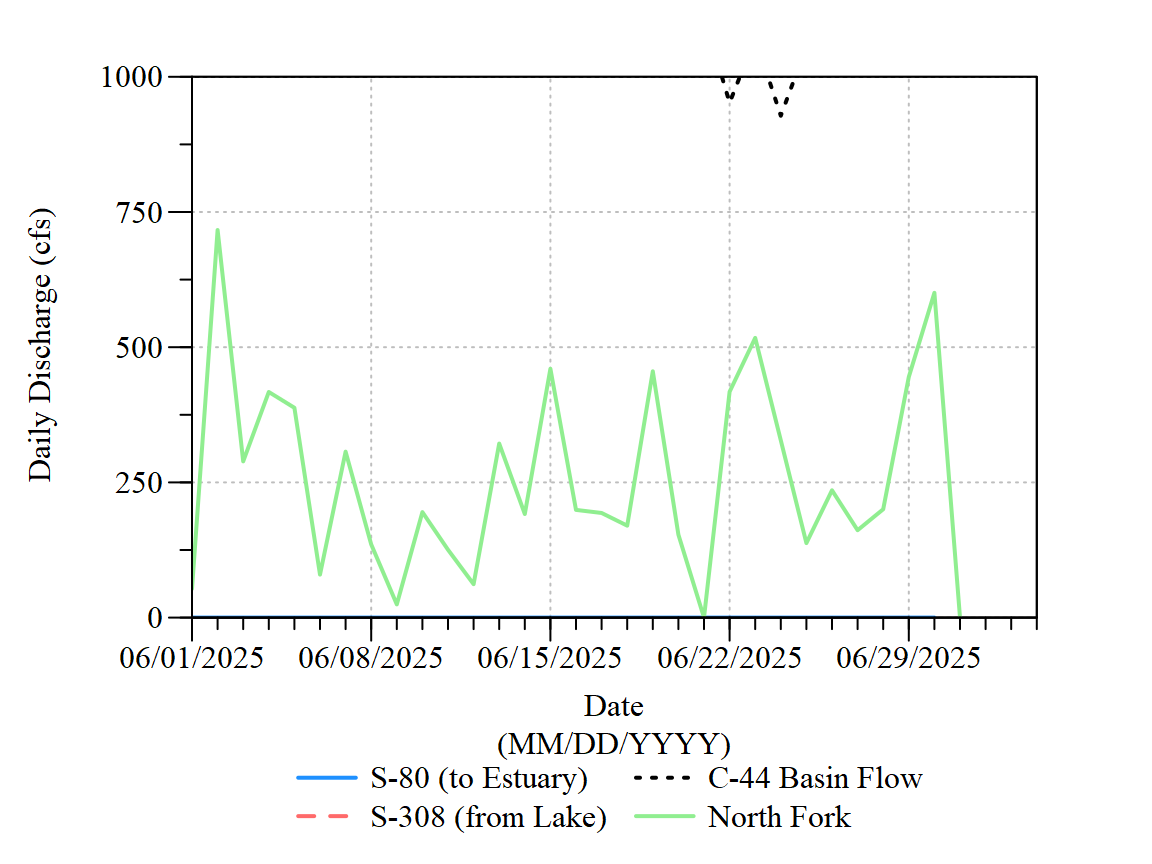 1000
750
500
250
0
Daily Discharge (cfs)
06/01/2025 06/08/2025 06/15/2025 06/22/2025 06/29/2025
Date
(MM/DD/YYYY)
S-80 (to Estuary) C-44 Basin Flow
S-308 (from Lake) North Fork